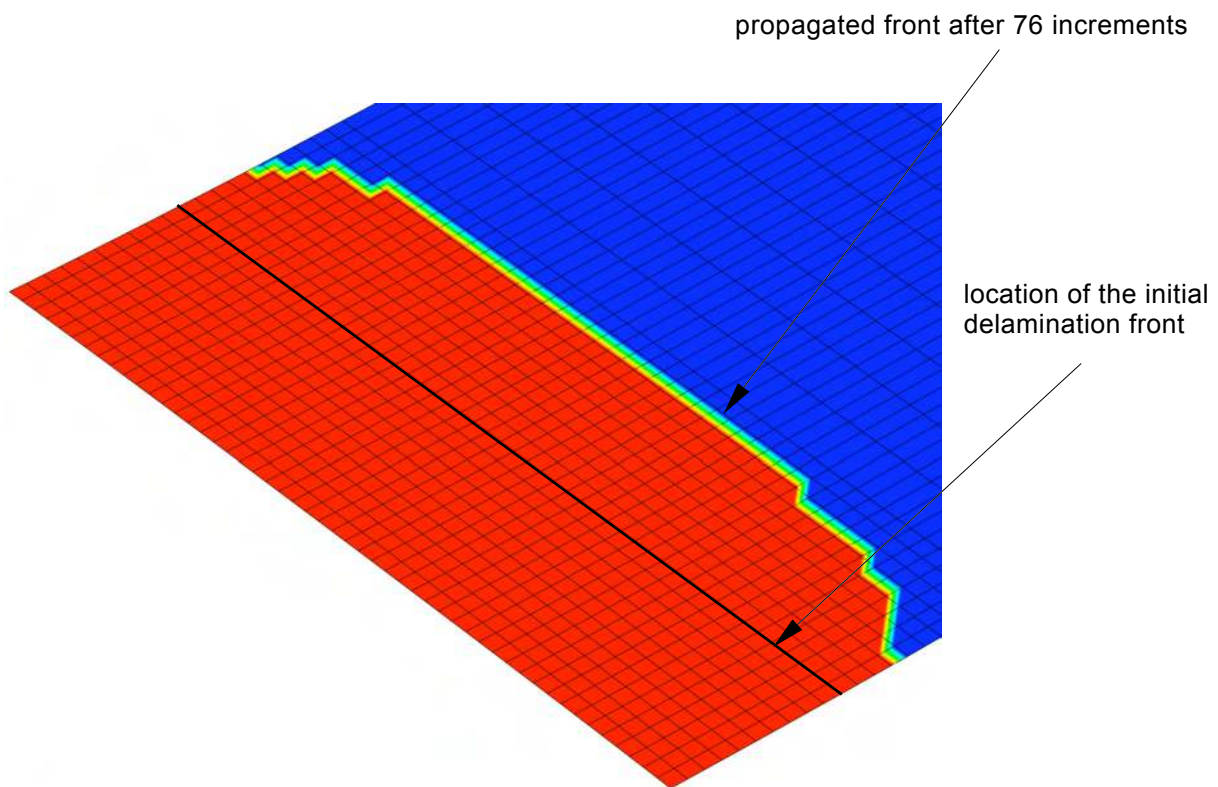 propagated front after 76 increments
location of the initial
delamination front